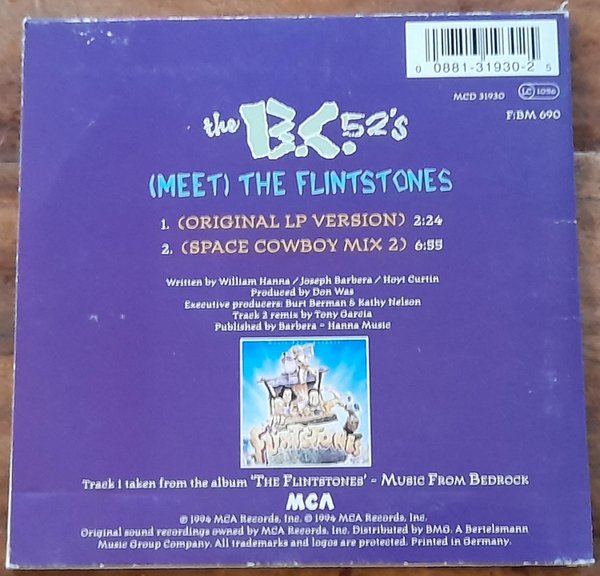 0 0881-31930-2 5
MCD 31930 LC 1056
F:BM 690
the B.C. 52's
(MEET) THE FLINTSTONES
1. (ORIGINAL LP VERSION) 2:24
2. (SPACE COWBOY MIX 2) 6:55
Written by William Hanna / Joseph Barbera / Hoyt Curtin
Produced by Don Was
Executive producers: Burt Berman & Kathy Nelson
Track 2 remix by Tony Garcia
Published by Barbera - Hanna Music
FLINTSTONES
Track 1 taken from the album 'THE FLINTSTONES' - MUSIC FROM BEDROCK
MCA
℗ 1994 MCA Records, Inc. © 1994 MCA Records, Inc.
Original sound recordings owned by MCA Records, Inc. Distributed by BMG. A Bertelsmann
Music Group Company. All trademarks and logos are protected. Printed in Germany.